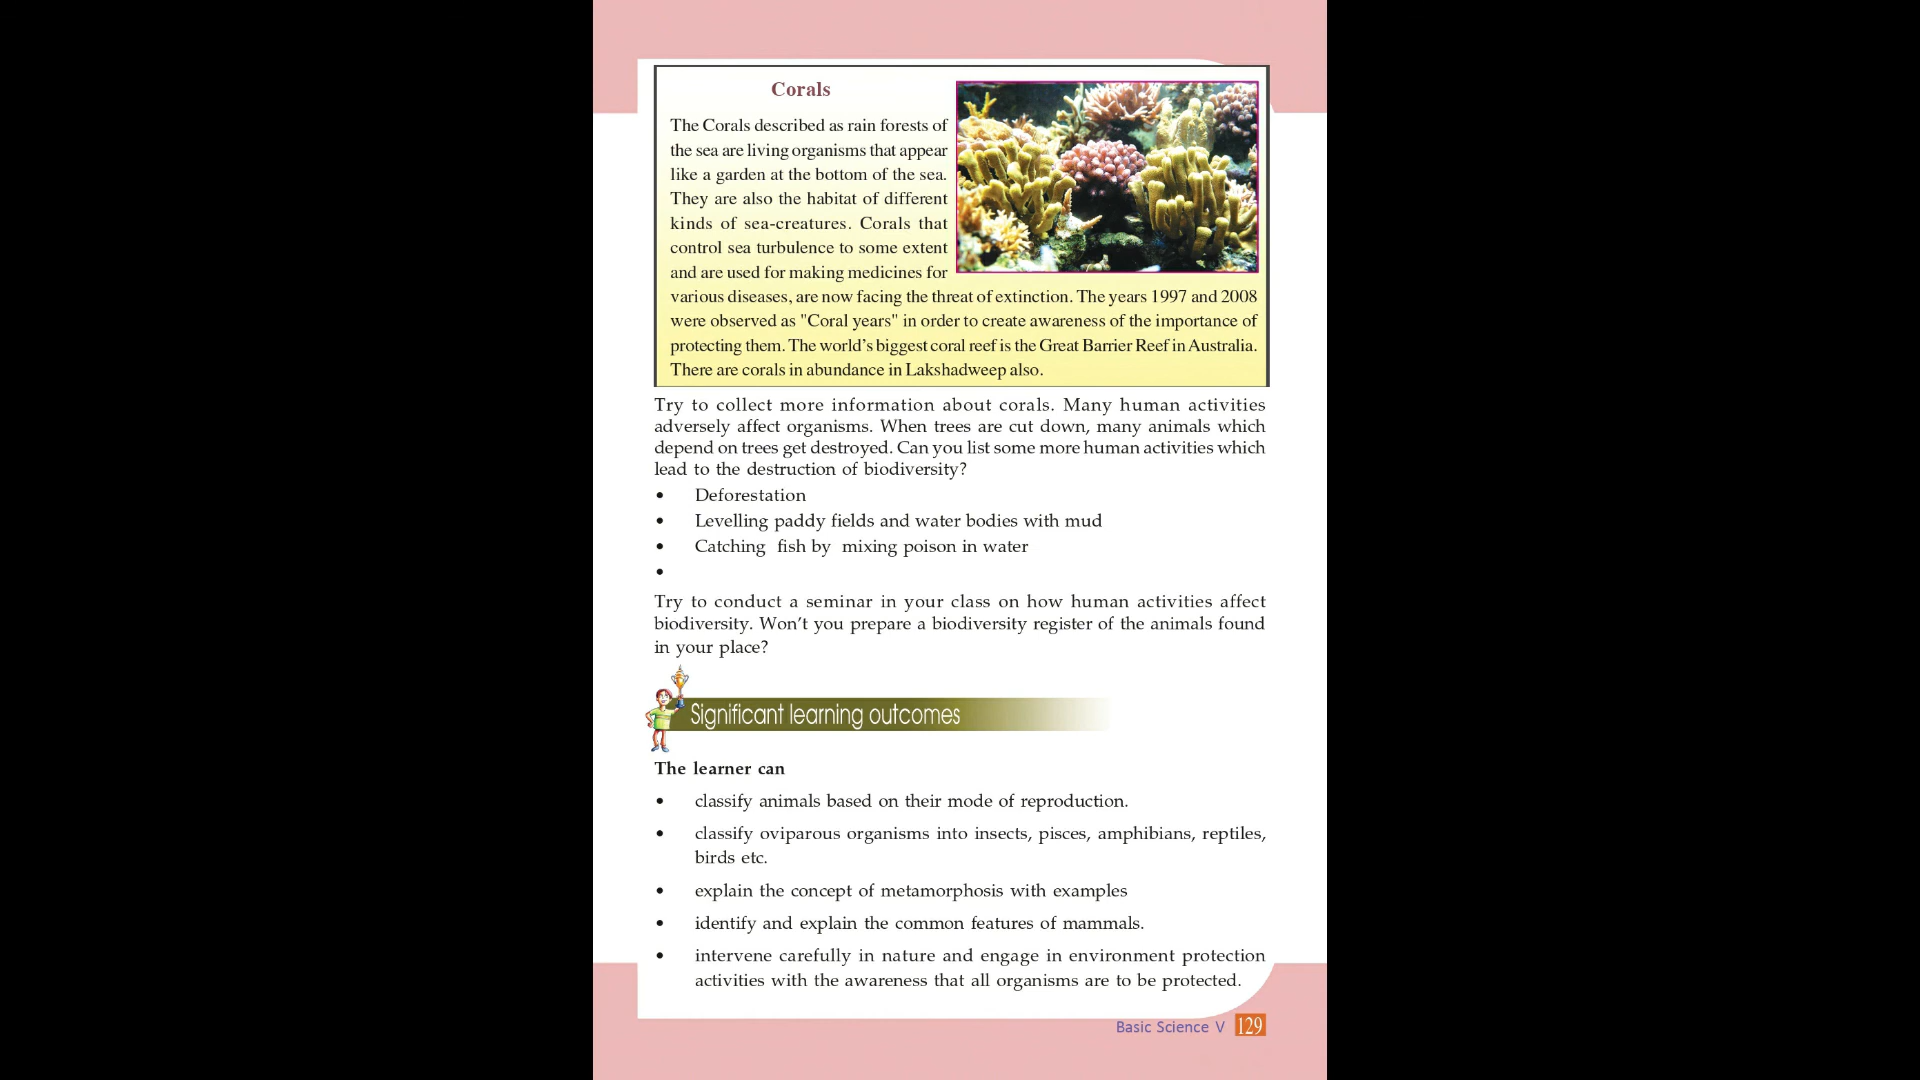 Corals
The Corals described as rain forests of
the sea are living organisms that appear
like a garden at the bottom of the sea.
They are also the habitat of different
kinds of sea-creatures. Corals that
control sea turbulence to some extent
and are used for making medicines for
various diseases, are now facing the threat of extinction. The years 1997 and 2008
were observed as "Coral years" in order to create awareness of the importance of
protecting them. The world's biggest coral reef is the Great Barrier Reef in Australia.
There are corals in abundance in Lakshadweep also.
Try to collect more information about corals. Many human activities
adversely affect organisms. When trees are cut down, many animals which
depend on trees get destroyed. Can you list some more human activities which
lead to the destruction of biodiversity?
• Deforestation
• Levelling paddy fields and water bodies with mud
• Catching fish by mixing poison in water
•
Try to conduct a seminar in your class on how human activities affect
biodiversity. Won't you prepare a biodiversity register of the animals found
in your place?
Significant learning outcomes
The learner can
• classify animals based on their mode of reproduction.
• classify oviparous organisms into insects, pisces, amphibians, reptiles,
birds etc.
• explain the concept of metamorphosis with examples
• identify and explain the common features of mammals.
• intervene carefully in nature and engage in environment protection
activities with the awareness that all organisms are to be protected.
Basic Science V 129